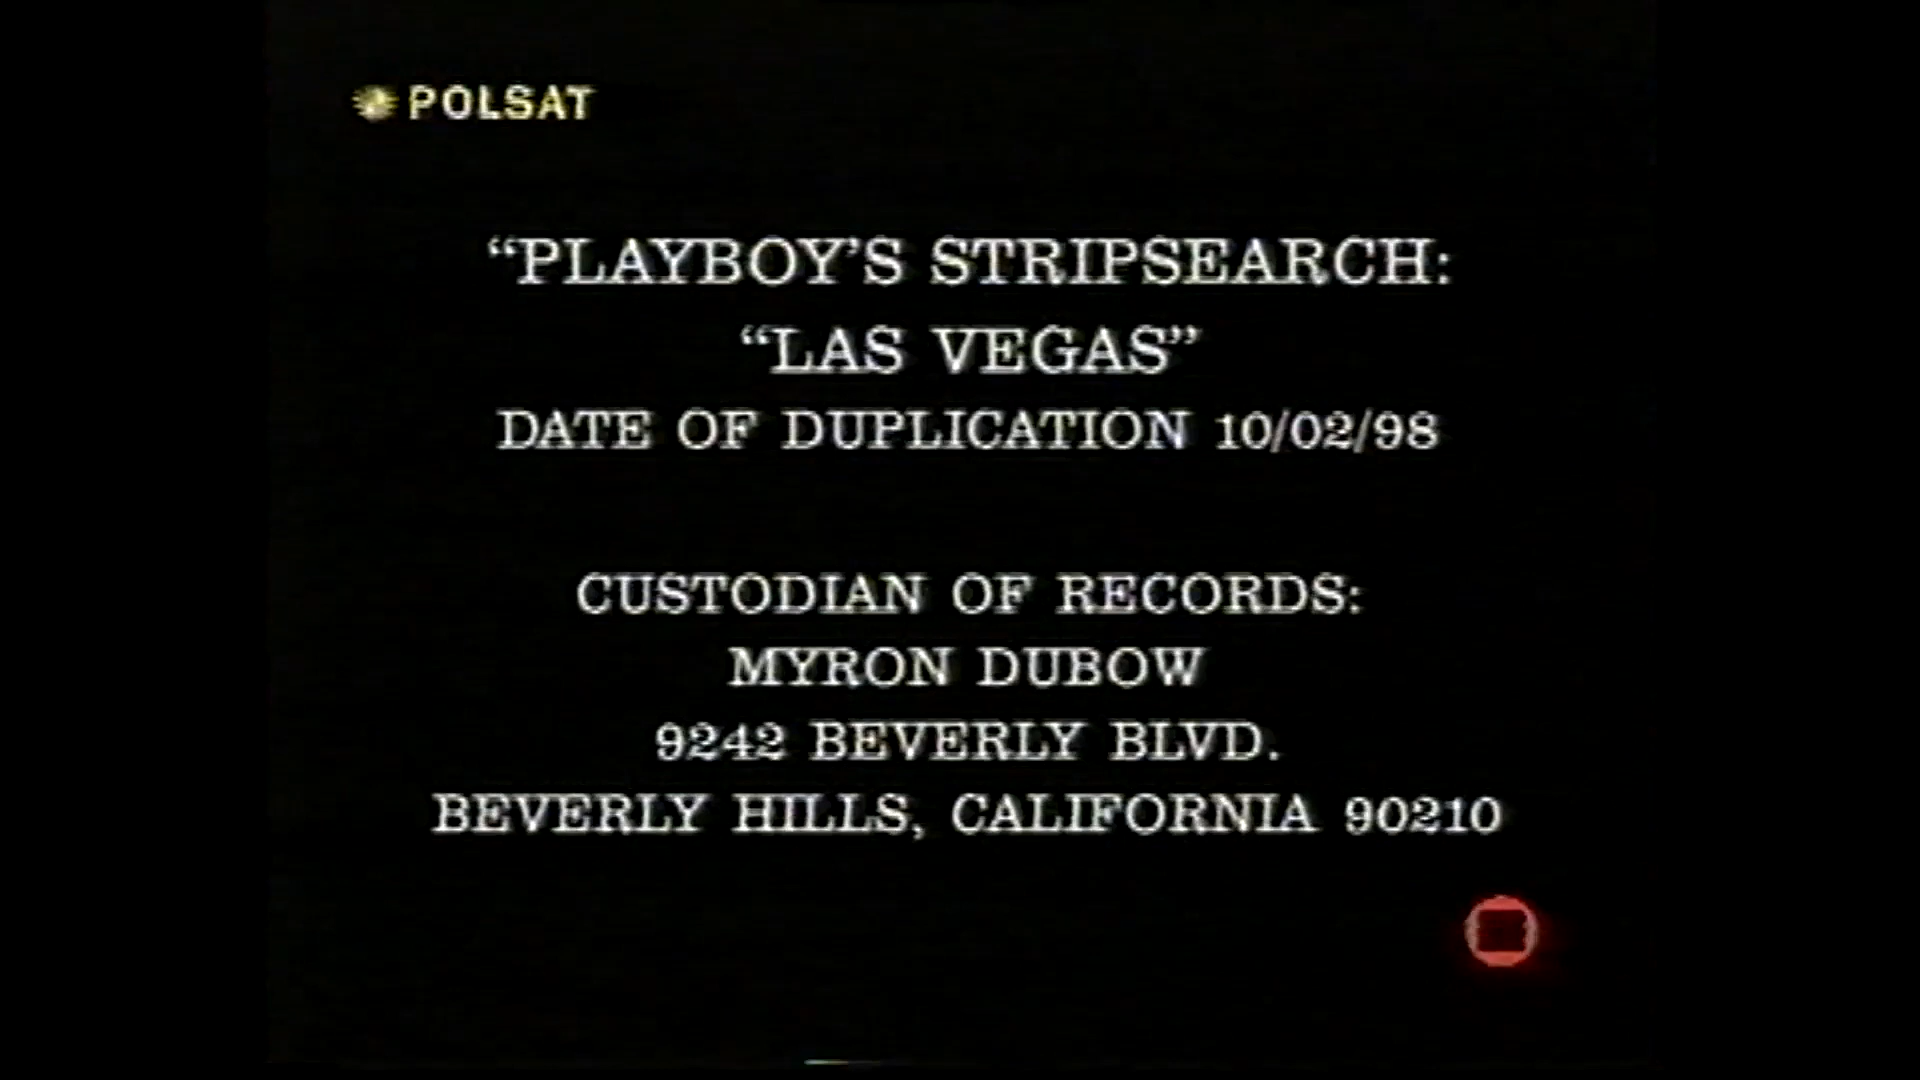 POLSAT
“PLAYBOY’S STRIPSEARCH:
“LAS VEGAS”
DATE OF DUPLICATION 10/02/98
CUSTODIAN OF RECORDS:
MYRON DUBOW
9242 BEVERLY BLVD.
BEVERLY HILLS, CALIFORNIA 90210